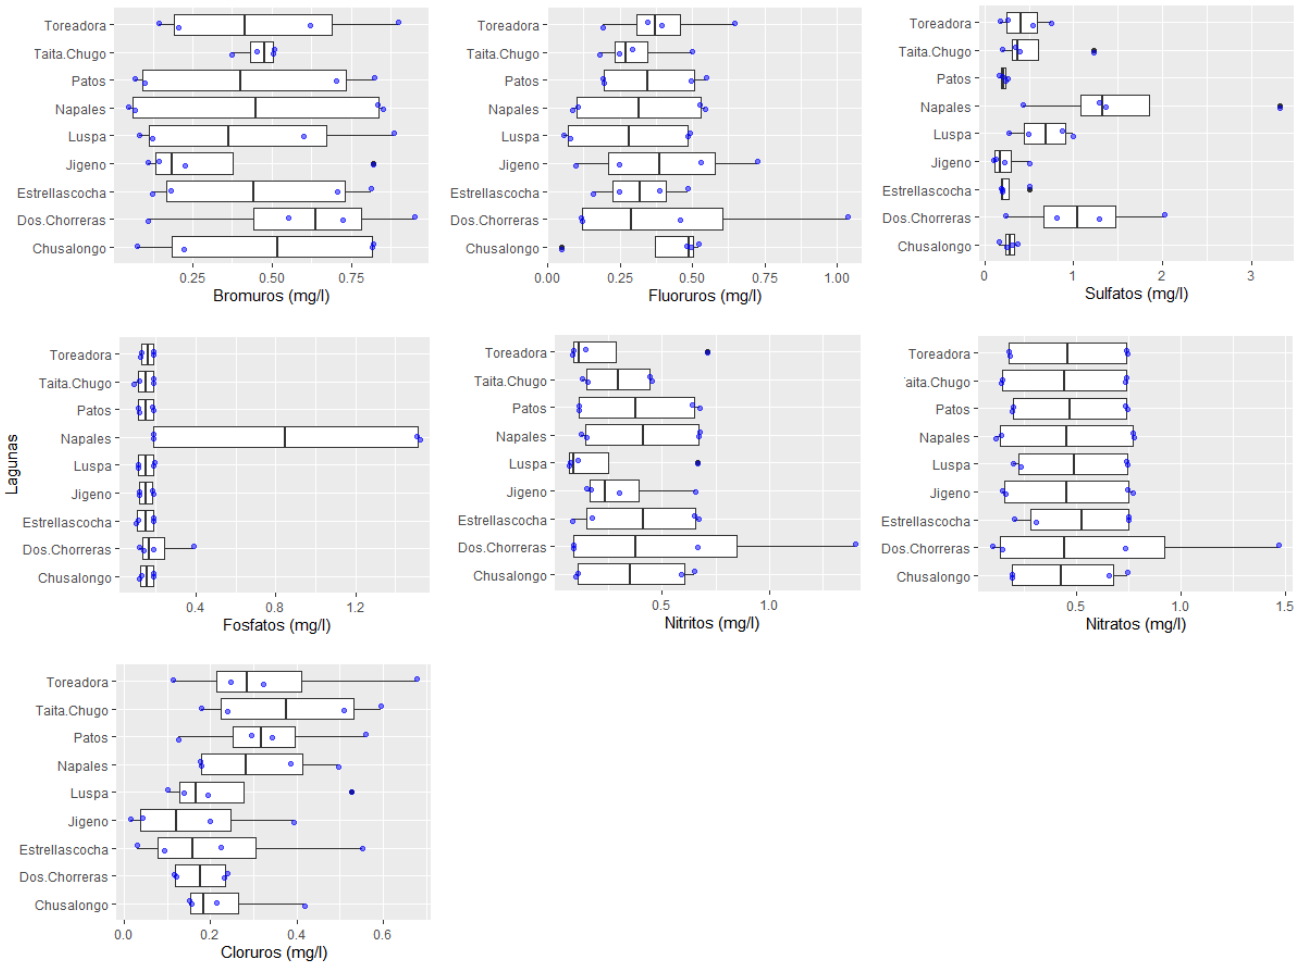 Toreadora
Taita.Chugo
Patos
Napales
Luspa
Jigeno
Estrellascocha
Dos.Chorreras
Chusalongo
0.25 0.50 0.75
Bromuros (mg/l)
Toreadora
Taita.Chugo
Patos
Napales
Luspa
Jigeno
Estrellascocha
Dos.Chorreras
Chusalongo
0.00 0.25 0.50 0.75 1.00
Fluoruros (mg/l)
Toreadora
Taita.Chugo
Patos
Napales
Luspa
Jigeno
Estrellascocha
Dos.Chorreras
Chusalongo
0 1 2 3
Sulfatos (mg/l)
Lagunas
Toreadora
Taita.Chugo
Patos
Napales
Luspa
Jigeno
Estrellascocha
Dos.Chorreras
Chusalongo
0.4 1.2
Fosfatos (mg/l)
Toreadora
Taita.Chugo
Patos
Napales
Luspa
Jigeno
Estrellascocha
Dos.Chorreras
Chusalongo
0.5 1.0
Nitritos (mg/l)
Toreadora
Taita.Chugo
Patos
Napales
Luspa
Jigeno
Estrellascocha
Dos.Chorreras
Chusalongo
0.5 1.0 1.5
Nitratos (mg/l)
Toreadora
Taita.Chugo
Patos
Napales
Luspa
Jigeno
Estrellascocha
Dos.Chorreras
Chusalongo
0.0 0.2 0.4 0.6
Cloruros (mg/l)